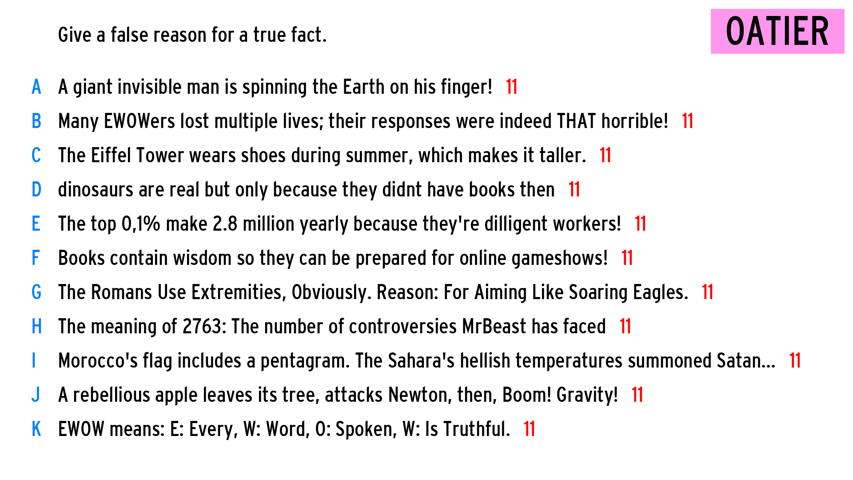 Give a false reason for a true fact.
OATIER
A A giant invisible man is spinning the Earth on his finger! 11
B Many EWOWers lost multiple lives; their responses were indeed THAT horrible! 11
C The Eiffel Tower wears shoes during summer, which makes it taller. 11
D dinosaurs are real but only because they didnt have books then 11
E The top 0,1% make 2.8 million yearly because they're dilligent workers! 11
F Books contain wisdom so they can be prepared for online gameshows! 11
G The Romans Use Extremities, Obviously. Reason: For Aiming Like Soaring Eagles. 11
H The meaning of 2763: The number of controversies MrBeast has faced 11
I Morocco's flag includes a pentagram. The Sahara's hellish temperatures summoned Satan... 11
J A rebellious apple leaves its tree, attacks Newton, then, Boom! Gravity! 11
K EWOW means: E: Every, W: Word, O: Spoken, W: Is Truthful. 11